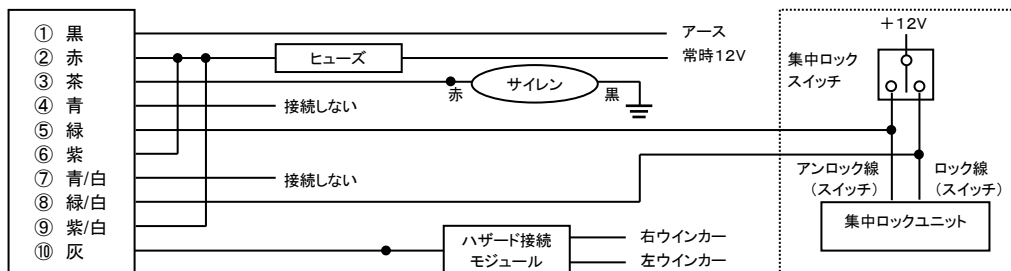 ① 黒
② 赤
③ 茶
④ 青
⑤ 緑
⑥ 紫
⑦ 青/白
⑧ 緑/白
⑨ 紫/白
⑩ 灰
アース
ヒューズ
常時12V
赤
サイレン
黒
接続しない
接続しない
ハザード接続
モジュール
右ウインカー
左ウインカー
+12V
集中ロック
スイッチ
アンロック線
(スイッチ)
ロック線
(スイッチ)
集中ロックユニット